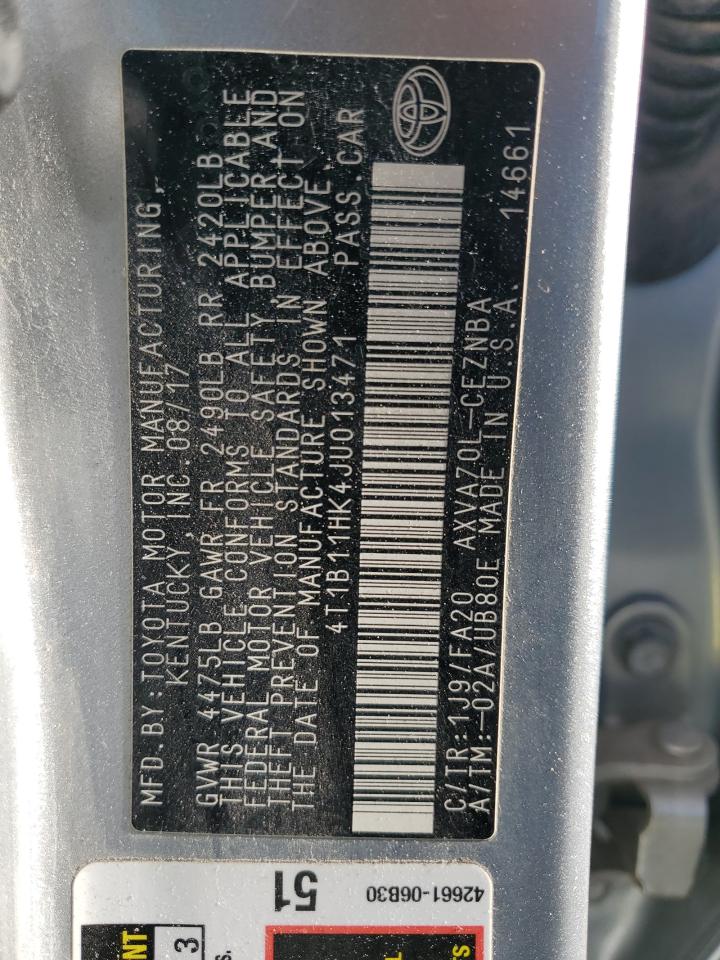 MFD.BY:TOYOTA MOTOR MANUFACTURING,
KENTUCKY, INC. 08/17
GVWR 4475LB GAWR FR 2490LB RR 2420LB
THIS VEHICLE CONFORMS TO ALL APPLICABLE
FEDERAL MOTOR VEHICLE SAFETY BUMPER,AND
THEFT PREVENTION STANDARDS IN EFFECT ON
THE DATE OF MANUFACTURE SHOWN ABOVE.
4T1B11HK4JU013471 PASS.CAR
C/TR:1J9/FA20 AXVA70L-CEZNBA
A/TM:-02A/UB80E MADE IN U.S.A. 14661
51
42661-06B30
3